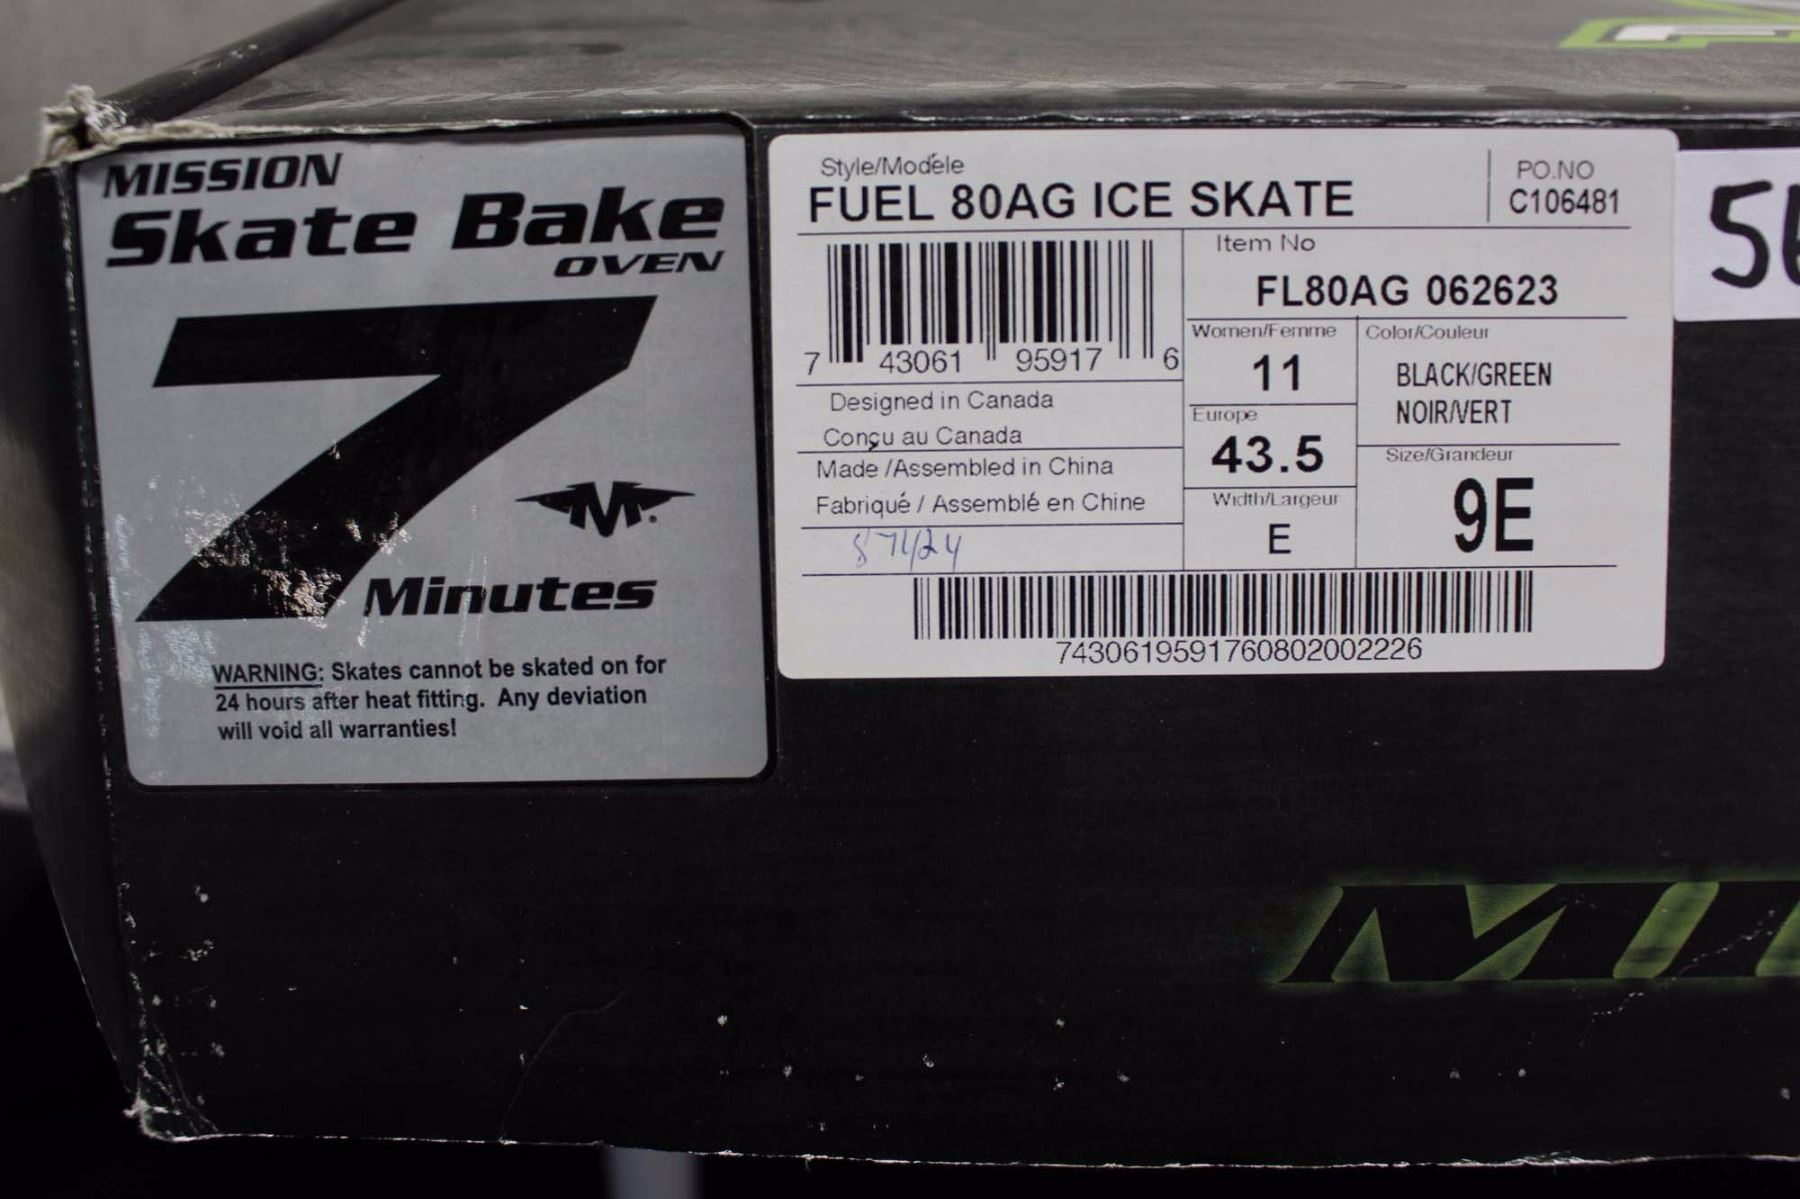 MISSION
Skate Bake
OVEN
7
Minutes
WARNING: Skates cannot be skated on for
24 hours after heat fitting. Any deviation
will void all warranties!
Style/Modèle
FUEL 80AG ICE SKATE
PO.NO
C106481
Item No
FL80AG 062623
7 43061 95917 6
Women/Femme
11
Color/Couleur
BLACK/GREEN
NOIR/VERT
Europe
43.5
Size/Grandeur
9E
Width/Largeur
E
Designed in Canada
Conçu au Canada
Made /Assembled in China
Fabriqué / Assemblé en Chine
7430619591760802002226